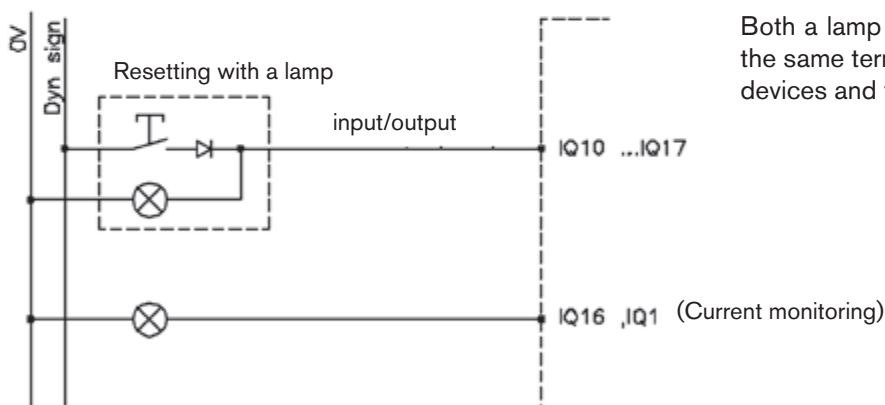 0V
Dyn sign
Resetting with a lamp
input/output
IQ10 ...IQ17
IQ16 ,IQ1 (Current monitoring)
Both a lamp
the same
devices and